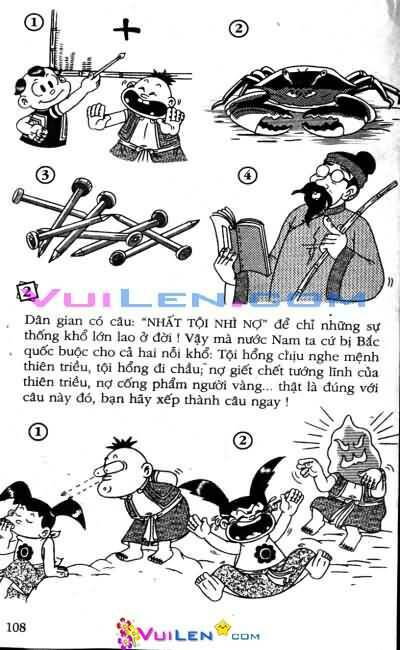 1
+
2
3
4
2
VuiLen.com
Dân gian có câu: "NHẤT TỘI NHÌ NỢ" để chỉ những sự
thống khổ lớn lao ở đời ! Vậy mà nước Nam ta cứ bị Bắc
quốc buộc cho cả hai nỗi khổ: Tội hổng chịu nghe mệnh
thiên triều, tội hổng đi chầu; nợ giết chết tướng lĩnh của
thiên triều, nợ cống phẩm người vàng... thật là đúng với
câu này đó, bạn hãy xếp thành câu ngay !
1
2
108
VuiLen.com